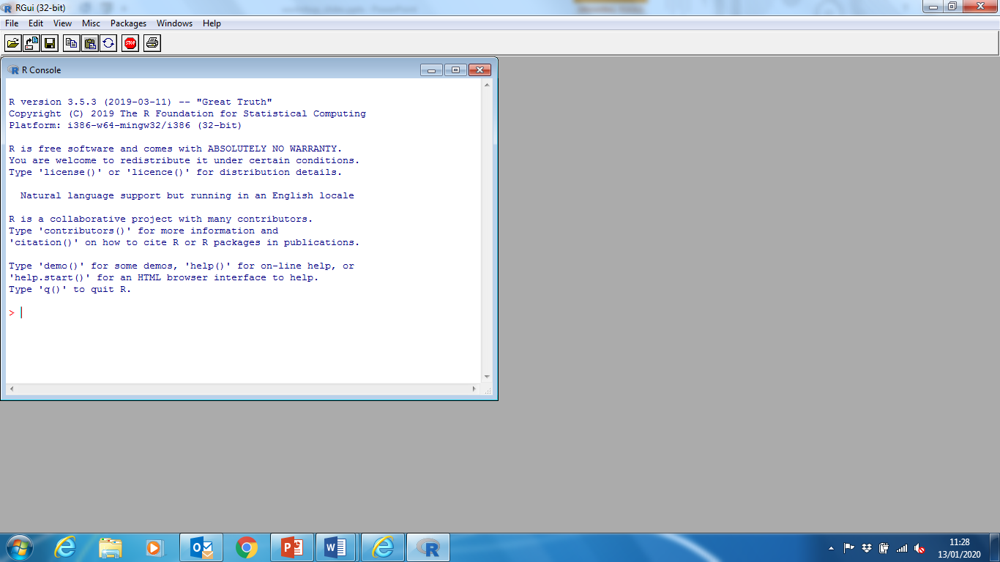 RGui (32-bit)
File Edit View Misc Packages Windows Help
STOP
R Console
R version 3.5.3 (2019-03-11) -- "Great Truth"
Copyright (C) 2019 The R Foundation for Statistical Computing
Platform: i386-w64-mingw32/i386 (32-bit)
R is free software and comes with ABSOLUTELY NO WARRANTY.
You are welcome to redistribute it under certain conditions.
Type 'license()' or 'licence()' for distribution details.
Natural language support but running in an English locale
R is a collaborative project with many contributors.
Type 'contributors()' for more information and
'citation()' on how to cite R or R packages in publications.
Type 'demo()' for some demos, 'help()' for on-line help, or
'help.start()' for an HTML browser interface to help.
Type 'q()' to quit R.
>
11:28
13/01/2020